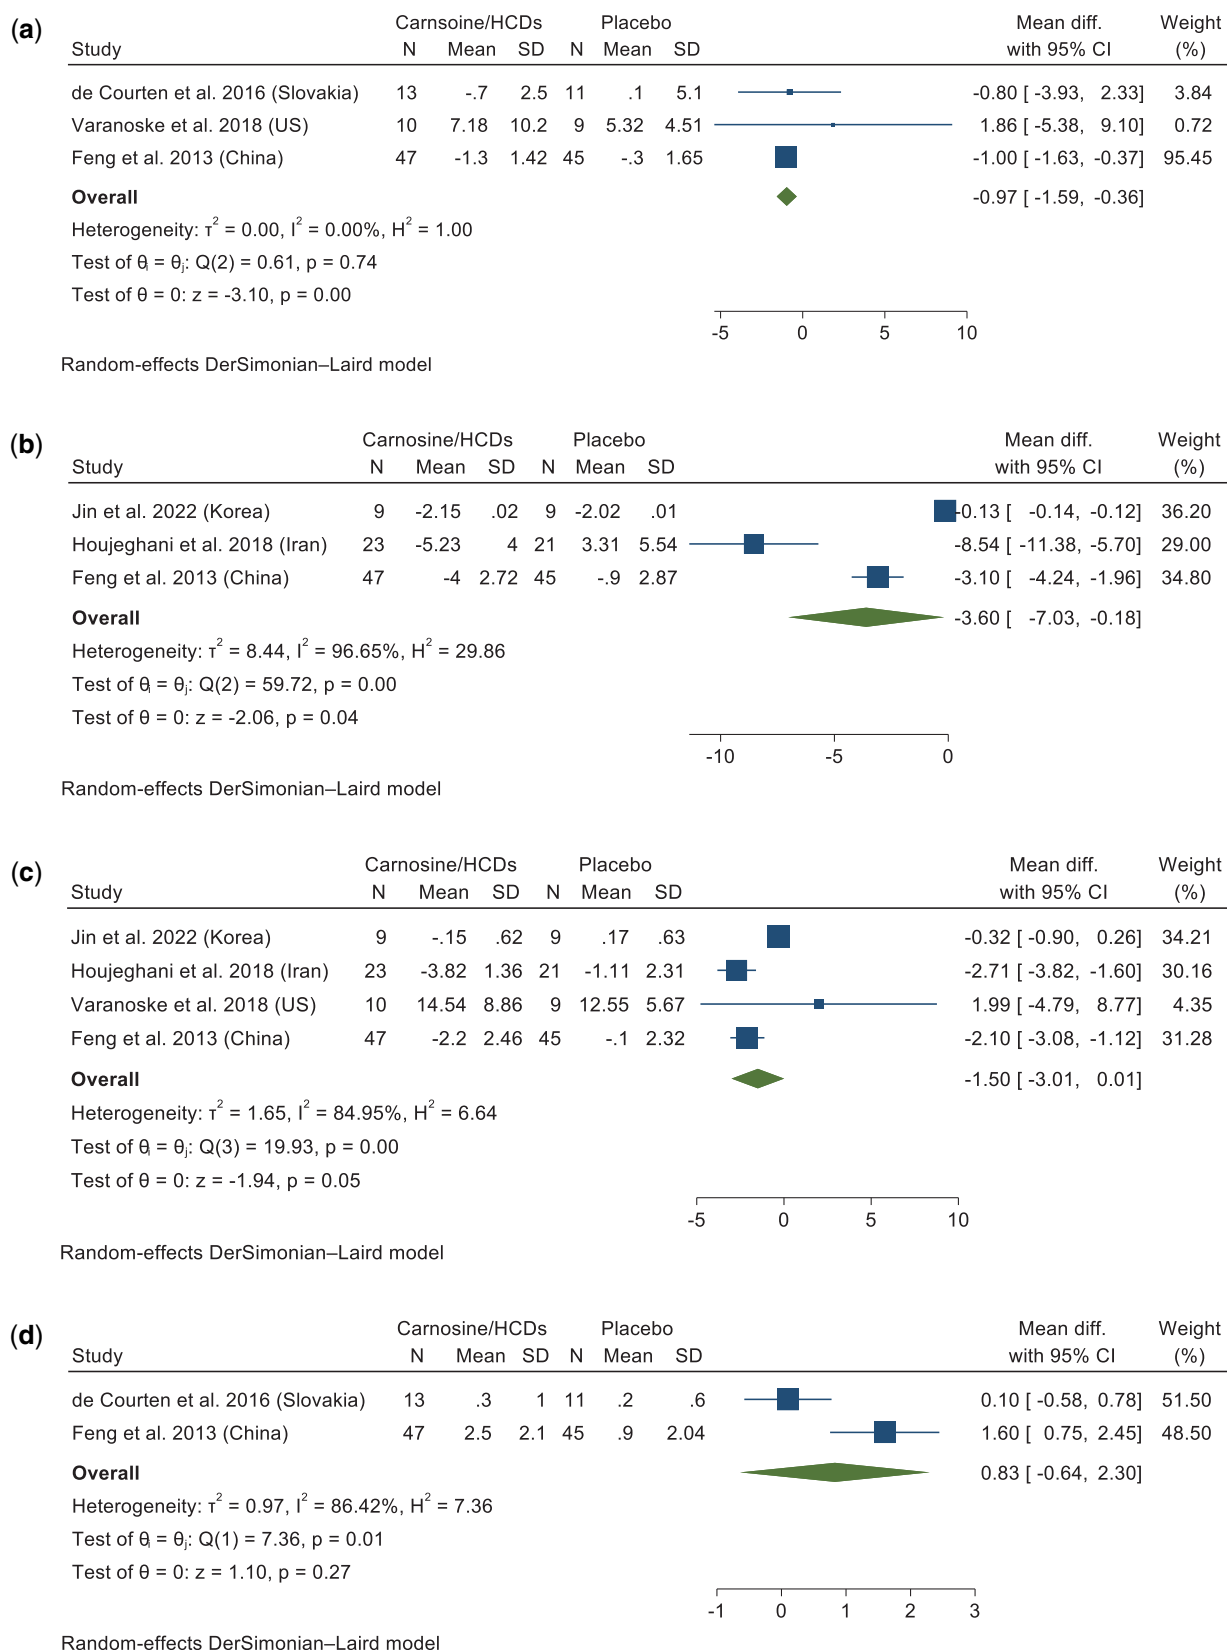 (a)
Carnsoine/HCDs Placebo Mean diff. Weight
Study N Mean SD N Mean SD with 95% CI (%)
de Courten et al. 2016 (Slovakia) 13 -.7 2.5 11 .1 5.1 -0.80 [ -3.93, 2.33] 3.84
Varanoske et al. 2018 (US) 10 7.18 10.2 9 5.32 4.51 1.86 [ -5.38, 9.10] 0.72
Feng et al. 2013 (China) 47 -1.3 1.42 45 -.3 1.65 -1.00 [ -1.63, -0.37] 95.45
Overall -0.97 [ -1.59, -0.36]
Heterogeneity: τ² = 0.00, I² = 0.00%, H² = 1.00
Test of θᵢ = θⱼ: Q(2) = 0.61, p = 0.74
Test of θ = 0: z = -3.10, p = 0.00
-5 0 5 10
Random-effects DerSimonian–Laird model
(b)
Carnosine/HCDs Placebo Mean diff. Weight
Study N Mean SD N Mean SD with 95% CI (%)
Jin et al. 2022 (Korea) 9 -2.15 .02 9 -2.02 .01 -0.13 [ -0.14, -0.12] 36.20
Houjeghani et al. 2018 (Iran) 23 -5.23 4 21 3.31 5.54 -8.54 [ -11.38, -5.70] 29.00
Feng et al. 2013 (China) 47 -4 2.72 45 -.9 2.87 -3.10 [ -4.24, -1.96] 34.80
Overall -3.60 [ -7.03, -0.18]
Heterogeneity: τ² = 8.44, I² = 96.65%, H² = 29.86
Test of θᵢ = θⱼ: Q(2) = 59.72, p = 0.00
Test of θ = 0: z = -2.06, p = 0.04
-10 -5 0
Random-effects DerSimonian–Laird model
(c)
Carnosine/HCDs Placebo Mean diff. Weight
Study N Mean SD N Mean SD with 95% CI (%)
Jin et al. 2022 (Korea) 9 -.15 .62 9 .17 .63 -0.32 [ -0.90, 0.26] 34.21
Houjeghani et al. 2018 (Iran) 23 -3.82 1.36 21 -1.11 2.31 -2.71 [ -3.82, -1.60] 30.16
Varanoske et al. 2018 (US) 10 14.54 8.86 9 12.55 5.67 1.99 [ -4.79, 8.77] 4.35
Feng et al. 2013 (China) 47 -2.2 2.46 45 -.1 2.32 -2.10 [ -3.08, -1.12] 31.28
Overall -1.50 [ -3.01, 0.01]
Heterogeneity: τ² = 1.65, I² = 84.95%, H² = 6.64
Test of θᵢ = θⱼ: Q(3) = 19.93, p = 0.00
Test of θ = 0: z = -1.94, p = 0.05
-5 0 5 10
Random-effects DerSimonian–Laird model
(d)
Carnosine/HCDs Placebo Mean diff. Weight
Study N Mean SD N Mean SD with 95% CI (%)
de Courten et al. 2016 (Slovakia) 13 .3 1 11 .2 .6 0.10 [ -0.58, 0.78] 51.50
Feng et al. 2013 (China) 47 2.5 2.1 45 .9 2.04 1.60 [ 0.75, 2.45] 48.50
Overall 0.83 [ -0.64, 2.30]
Heterogeneity: τ² = 0.97, I² = 86.42%, H² = 7.36
Test of θᵢ = θⱼ: Q(1) = 7.36, p = 0.01
Test of θ = 0: z = 1.10, p = 0.27
-1 0 1 2 3
Random-effects DerSimonian–Laird model